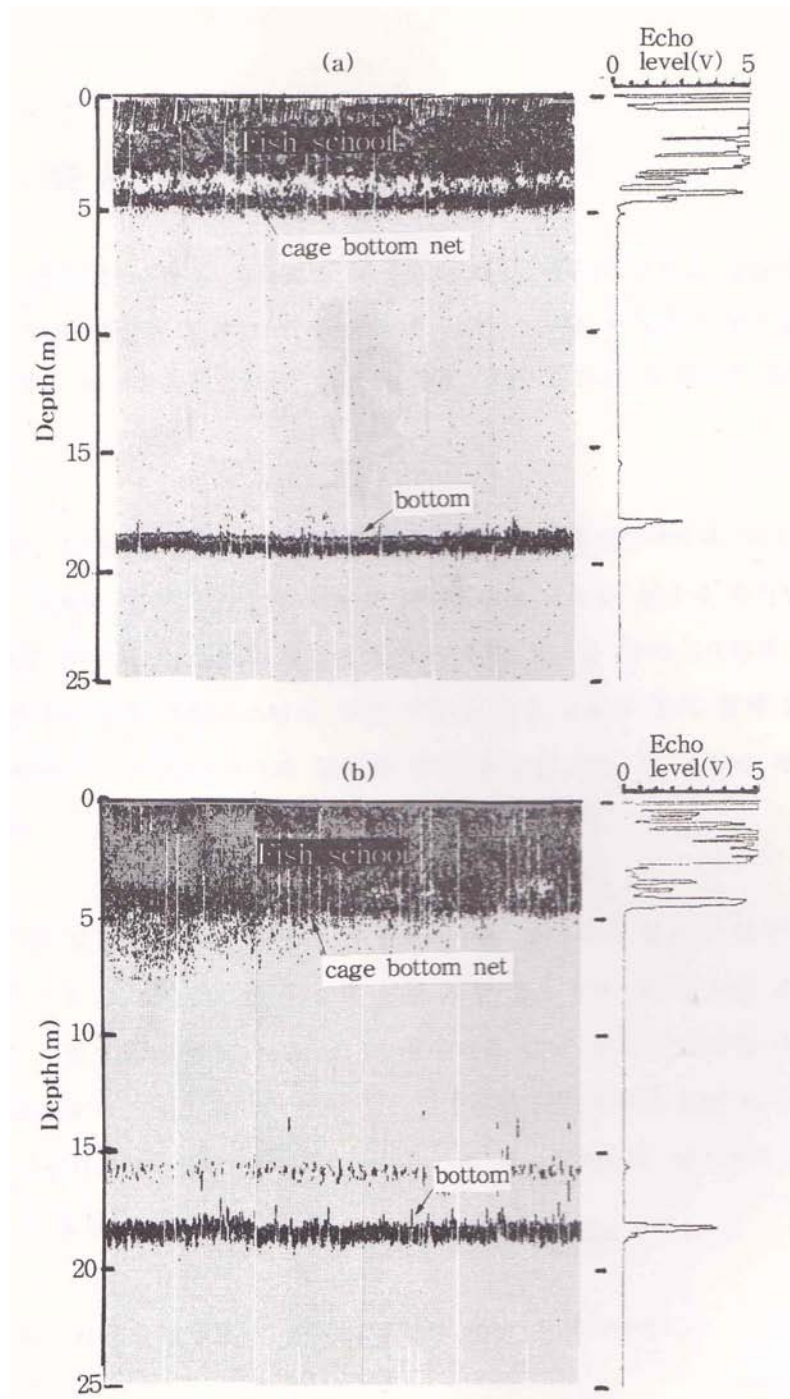 (a)
Echo
level(V)
0 5
0
Fish school
5
cage bottom net
10
Depth(m)
15
bottom
20
25
(b)
Echo
level(V)
0 5
0
Fish school
5
cage bottom net
10
Depth(m)
15
bottom
20
25